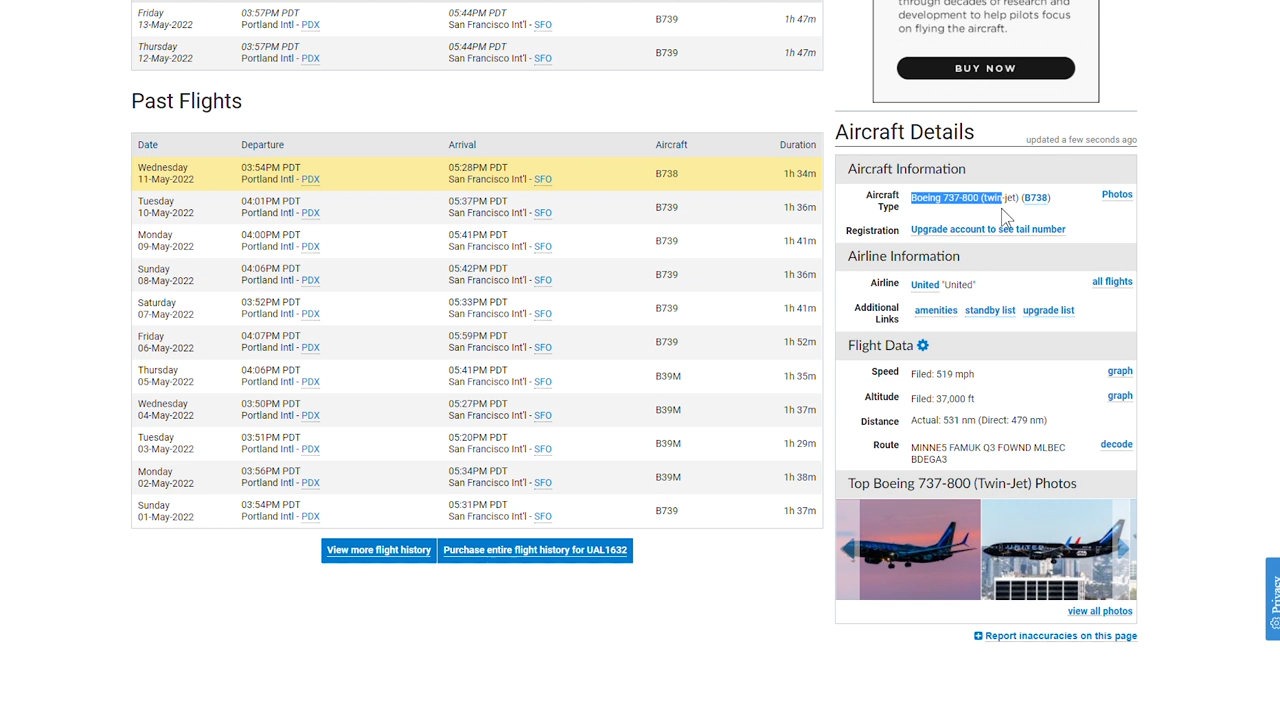 Friday 03:57PM PDT 05:44PM PDT
13-May-2022 Portland Intl - PDX San Francisco Int'l - SFO B739 1h 47m
Thursday 03:57PM PDT 05:44PM PDT
12-May-2022 Portland Intl - PDX San Francisco Int'l - SFO B739 1h 47m
Past Flights
Date Departure Arrival Aircraft Duration
Wednesday 03:54PM PDT 05:28PM PDT
11-May-2022 Portland Intl - PDX San Francisco Int'l - SFO B738 1h 34m
Tuesday 04:01PM PDT 05:37PM PDT
10-May-2022 Portland Intl - PDX San Francisco Int'l - SFO B739 1h 36m
Monday 04:00PM PDT 05:41PM PDT
09-May-2022 Portland Intl - PDX San Francisco Int'l - SFO B739 1h 41m
Sunday 04:06PM PDT 05:42PM PDT
08-May-2022 Portland Intl - PDX San Francisco Int'l - SFO B739 1h 36m
Saturday 03:52PM PDT 05:33PM PDT
07-May-2022 Portland Intl - PDX San Francisco Int'l - SFO B739 1h 41m
Friday 04:07PM PDT 05:59PM PDT
06-May-2022 Portland Intl - PDX San Francisco Int'l - SFO B739 1h 52m
Thursday 04:06PM PDT 05:41PM PDT
05-May-2022 Portland Intl - PDX San Francisco Int'l - SFO B39M 1h 35m
Wednesday 03:50PM PDT 05:27PM PDT
04-May-2022 Portland Intl - PDX San Francisco Int'l - SFO B39M 1h 37m
Tuesday 03:51PM PDT 05:20PM PDT
03-May-2022 Portland Intl - PDX San Francisco Int'l - SFO B39M 1h 29m
Monday 03:56PM PDT 05:34PM PDT
02-May-2022 Portland Intl - PDX San Francisco Int'l - SFO B39M 1h 38m
Sunday 03:54PM PDT 05:31PM PDT
01-May-2022 Portland Intl - PDX San Francisco Int'l - SFO B739 1h 37m
View more flight history Purchase entire flight history for UAL1632
through decades of research and
development to help pilots focus
on flying the aircraft.
BUY NOW
Aircraft Details updated a few seconds ago
Aircraft Information
Aircraft Type Boeing 737-800 (twin-jet) (B738) Photos
Registration Upgrade account to see tail number
Airline Information
Airline United "United" all flights
Additional Links amenities standby list upgrade list
Flight Data
Speed Filed: 519 mph graph
Altitude Filed: 37,000 ft graph
Distance Actual: 531 nm (Direct: 479 nm)
Route MINNE5 FAMUK Q3 FOWND MLBEC decode
BDEGA3
Top Boeing 737-800 (Twin-Jet) Photos
UNITED
view all photos
Report inaccuracies on this page
Privacy